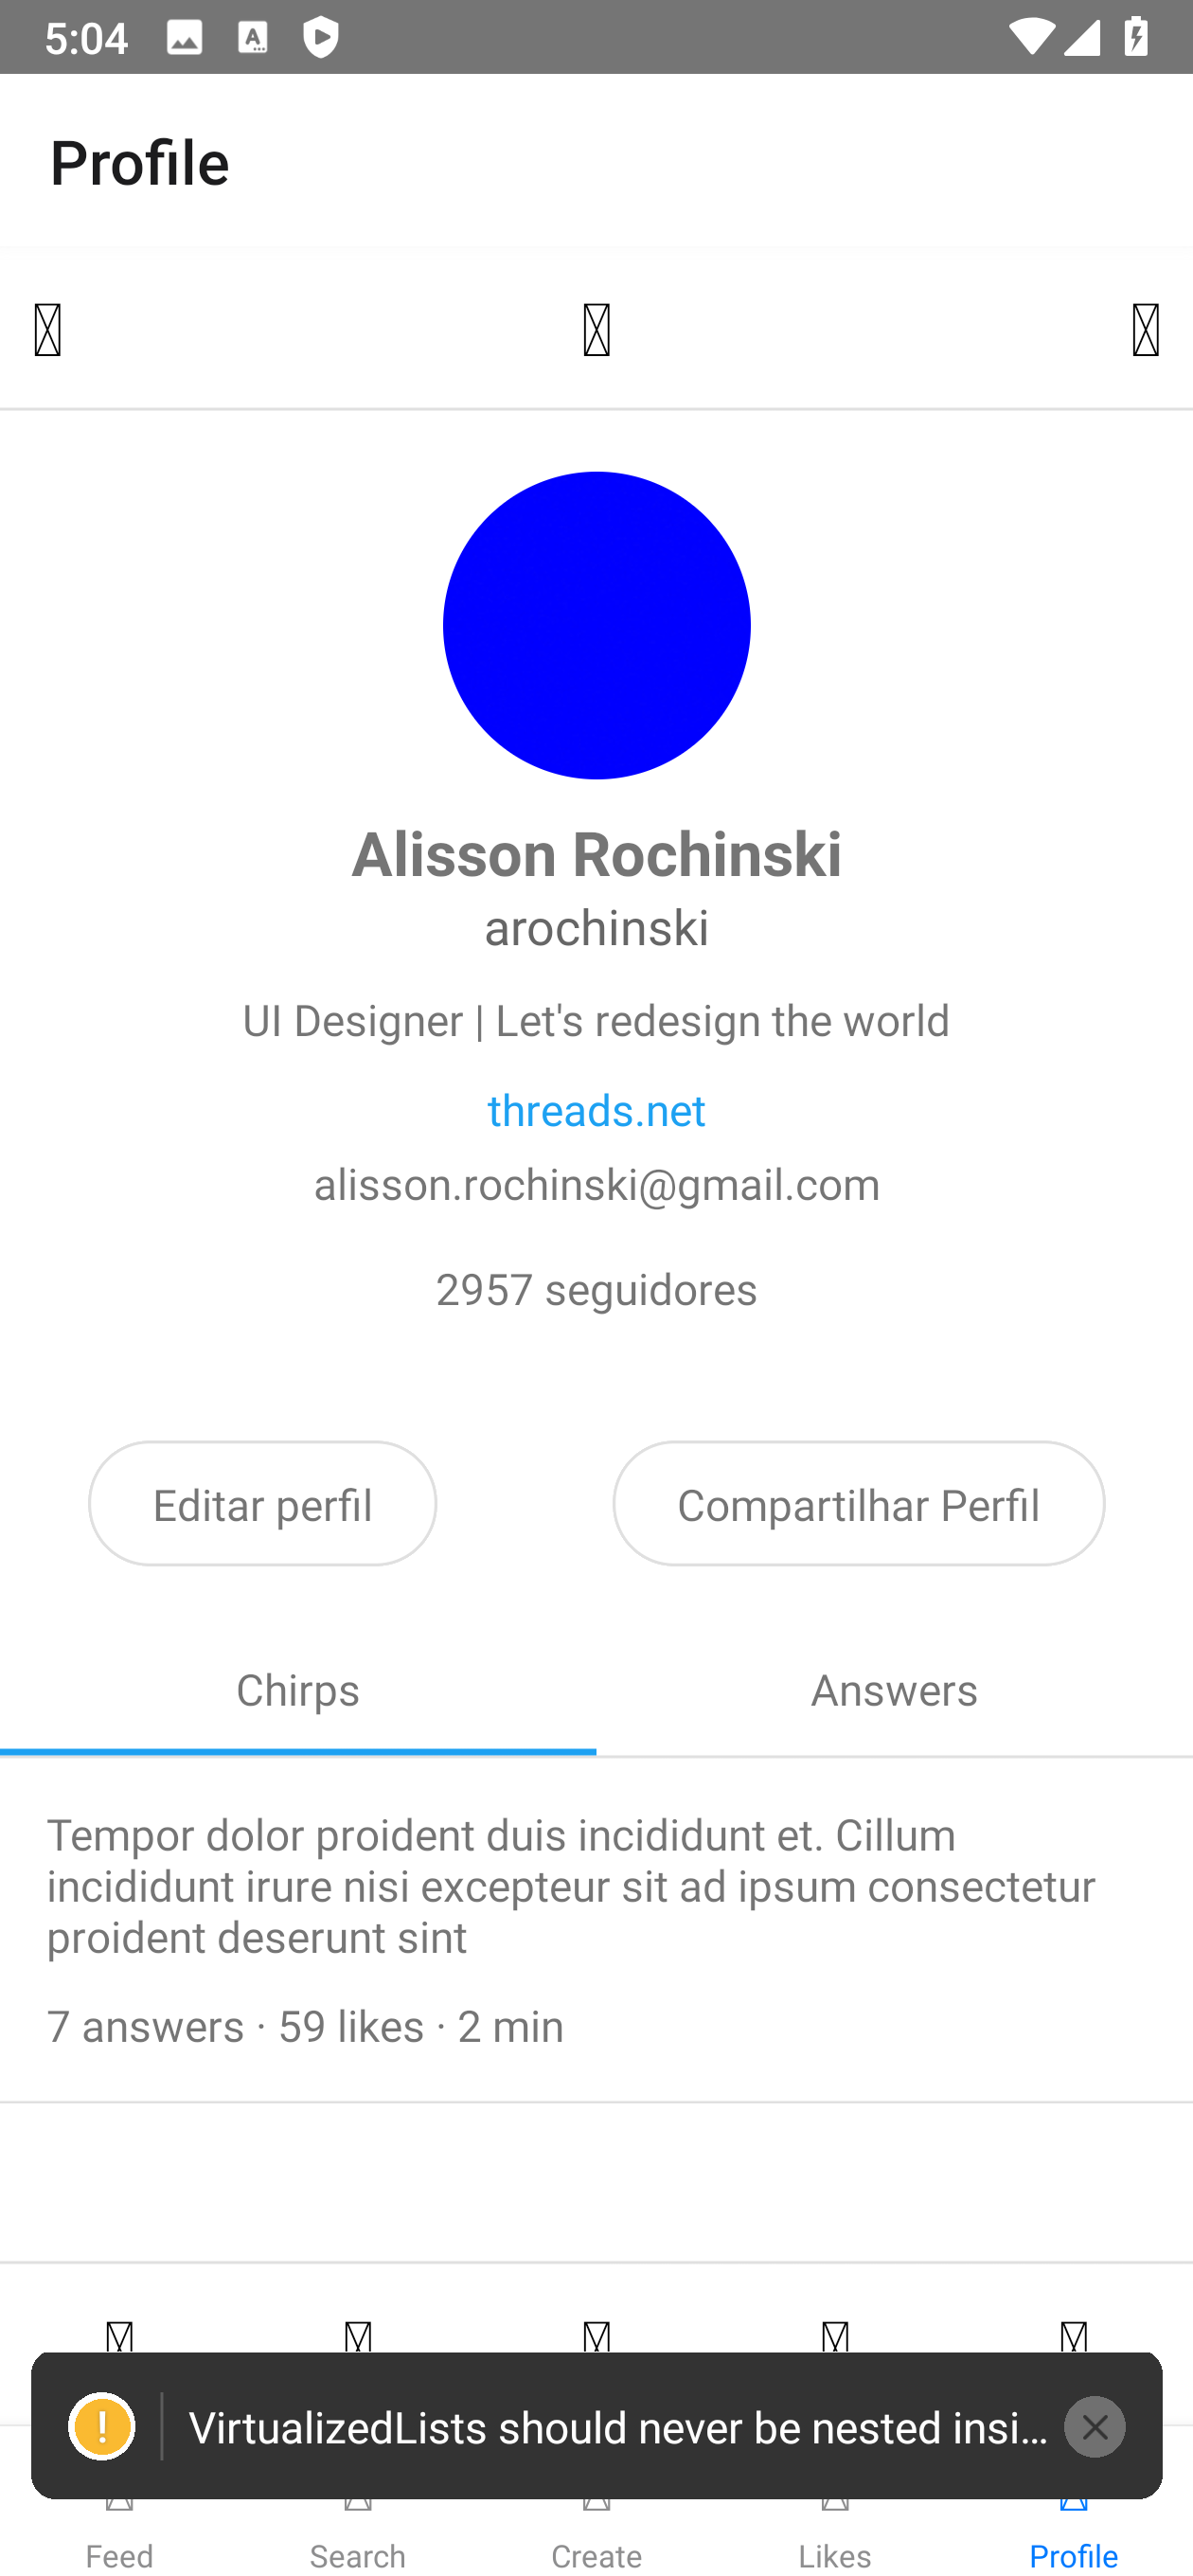 5:04
Profile
Alisson Rochinski
arochinski
UI Designer | Let's redesign the world
threads.net
alisson.rochinski@gmail.com
2957 seguidores
Editar perfil
Compartilhar Perfil
Chirps
Answers
Tempor dolor proident duis incididunt et. Cillum
incididunt irure nisi excepteur sit ad ipsum consectetur
proident deserunt sint
7 answers · 59 likes · 2 min
VirtualizedLists should never be nested insi...
Feed
Search
Create
Likes
Profile